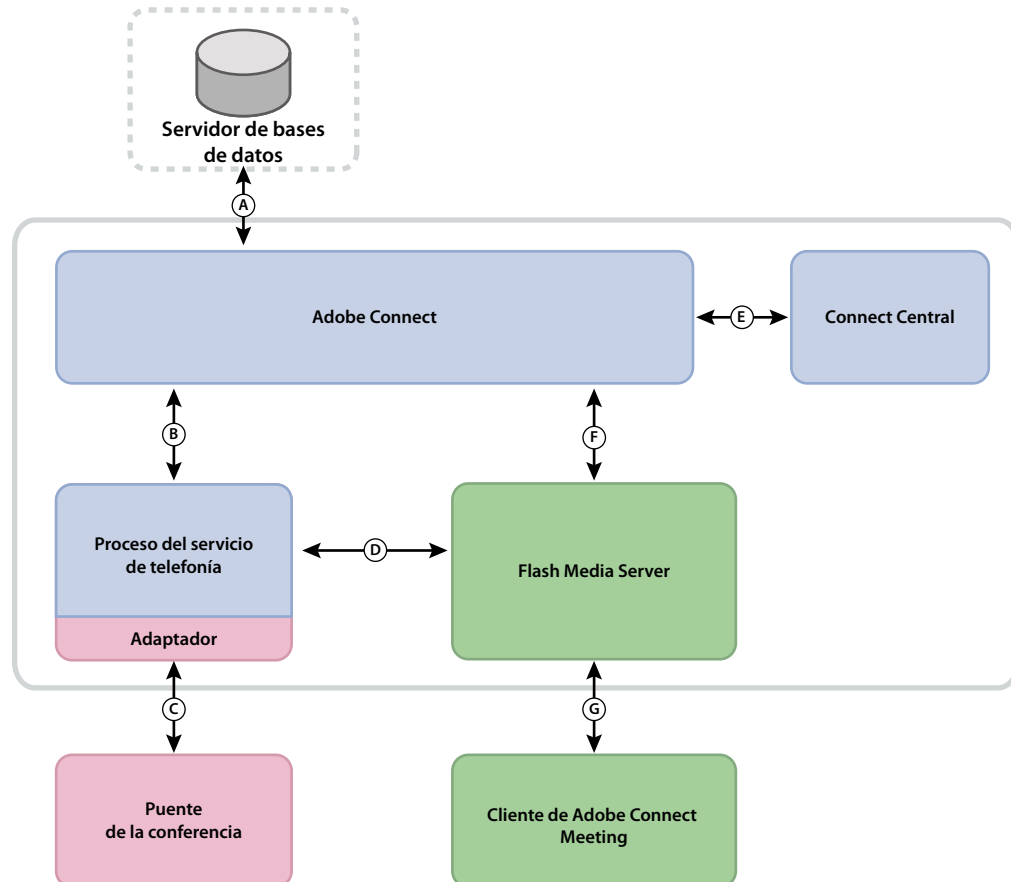 Servidor de bases
de datos
A
Adobe Connect
E
Connect Central
B
F
Proceso del servicio
de telefonía
D
Flash Media Server
Adaptador
C
G
Puente
de la conferencia
Cliente de Adobe Connect
Meeting